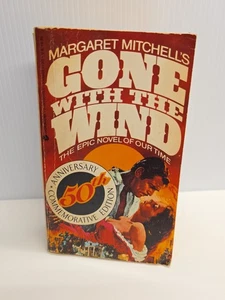 MARGARET MITCHELL'S
GONE
WITH THE
WIND
THE EPIC NOVEL OF OUR TIME
ANNIVERSARY
50th
COMMEMORATIVE EDITION